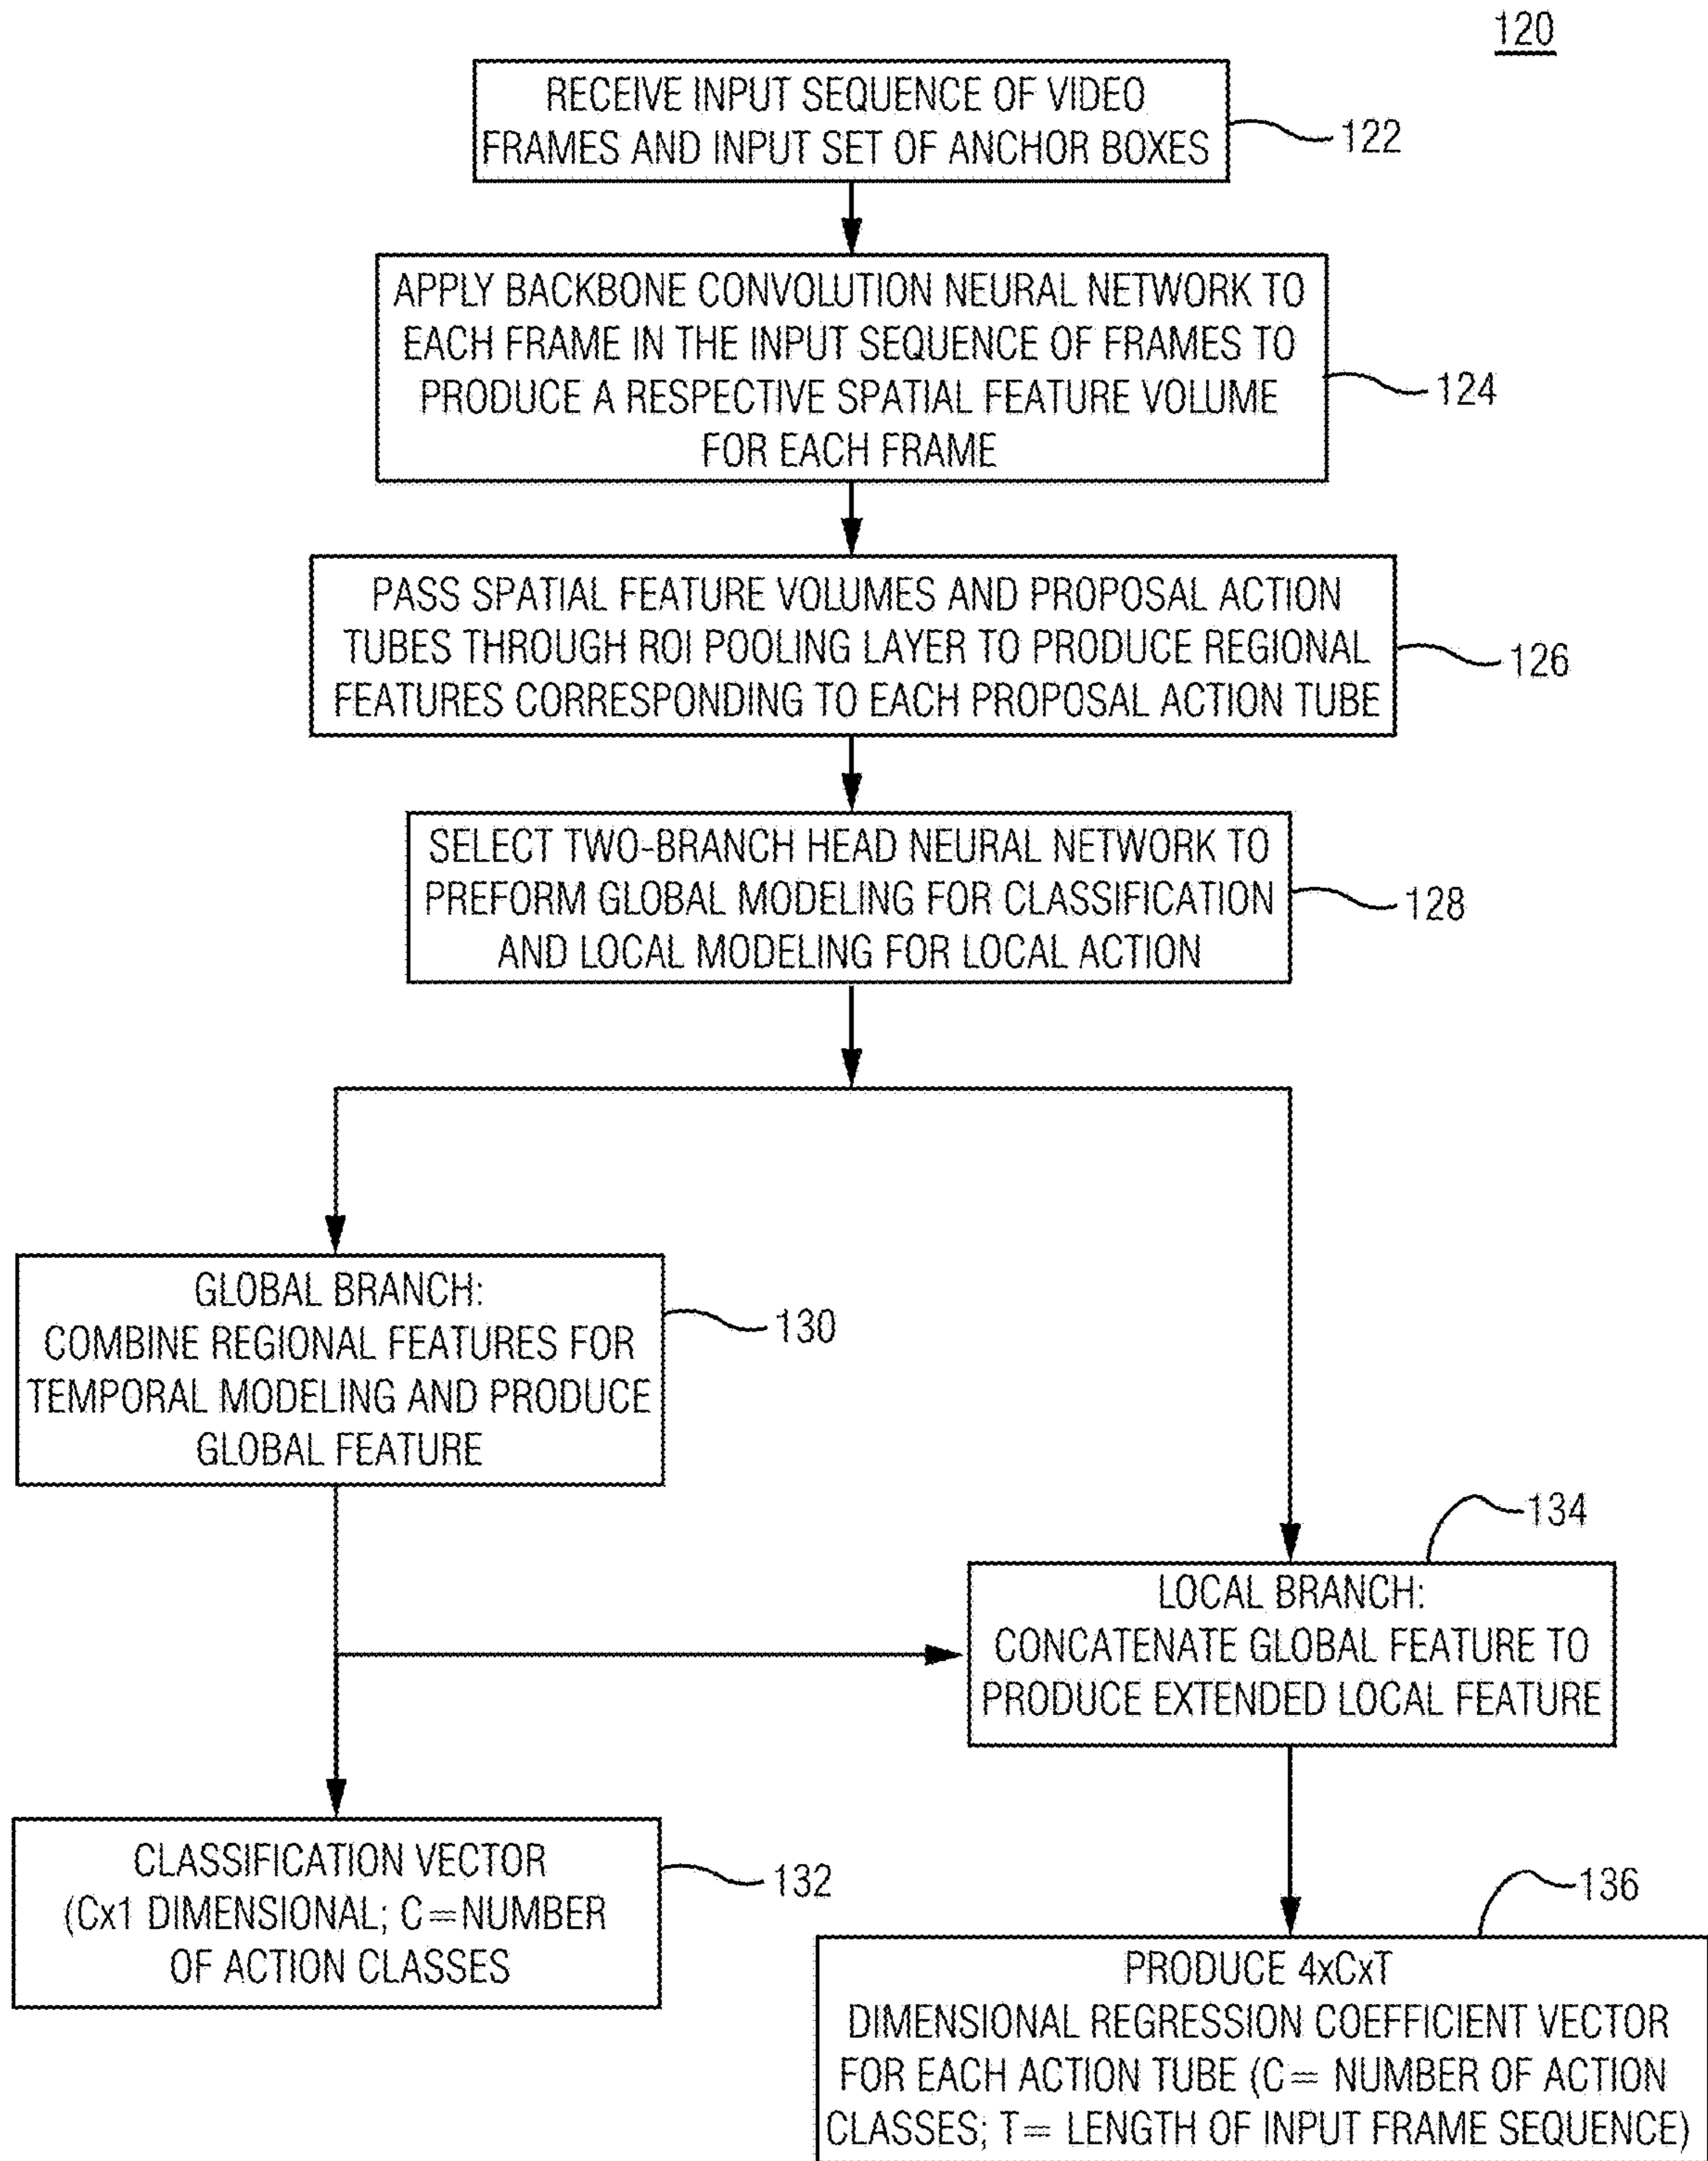 120
RECEIVE INPUT SEQUENCE OF VIDEO
FRAMES AND INPUT SET OF ANCHOR BOXES
122
APPLY BACKBONE CONVOLUTION NEURAL NETWORK TO
EACH FRAME IN THE INPUT SEQUENCE OF FRAMES TO
PRODUCE A RESPECTIVE SPATIAL FEATURE VOLUME
FOR EACH FRAME
124
PASS SPATIAL FEATURE VOLUMES AND PROPOSAL ACTION
TUBES THROUGH ROI POOLING LAYER TO PRODUCE REGIONAL
FEATURES CORRESPONDING TO EACH PROPOSAL ACTION TUBE
126
SELECT TWO-BRANCH HEAD NEURAL NETWORK TO
PREFORM GLOBAL MODELING FOR CLASSIFICATION
AND LOCAL MODELING FOR LOCAL ACTION
128
GLOBAL BRANCH:
COMBINE REGIONAL FEATURES FOR
TEMPORAL MODELING AND PRODUCE
GLOBAL FEATURE
130
134
LOCAL BRANCH:
CONCATENATE GLOBAL FEATURE TO
PRODUCE EXTENDED LOCAL FEATURE
CLASSIFICATION VECTOR
(Cx1 DIMENSIONAL; C=NUMBER
OF ACTION CLASSES
132
136
PRODUCE 4xCxT
DIMENSIONAL REGRESSION COEFFICIENT VECTOR
FOR EACH ACTION TUBE (C= NUMBER OF ACTION
CLASSES; T= LENGTH OF INPUT FRAME SEQUENCE)